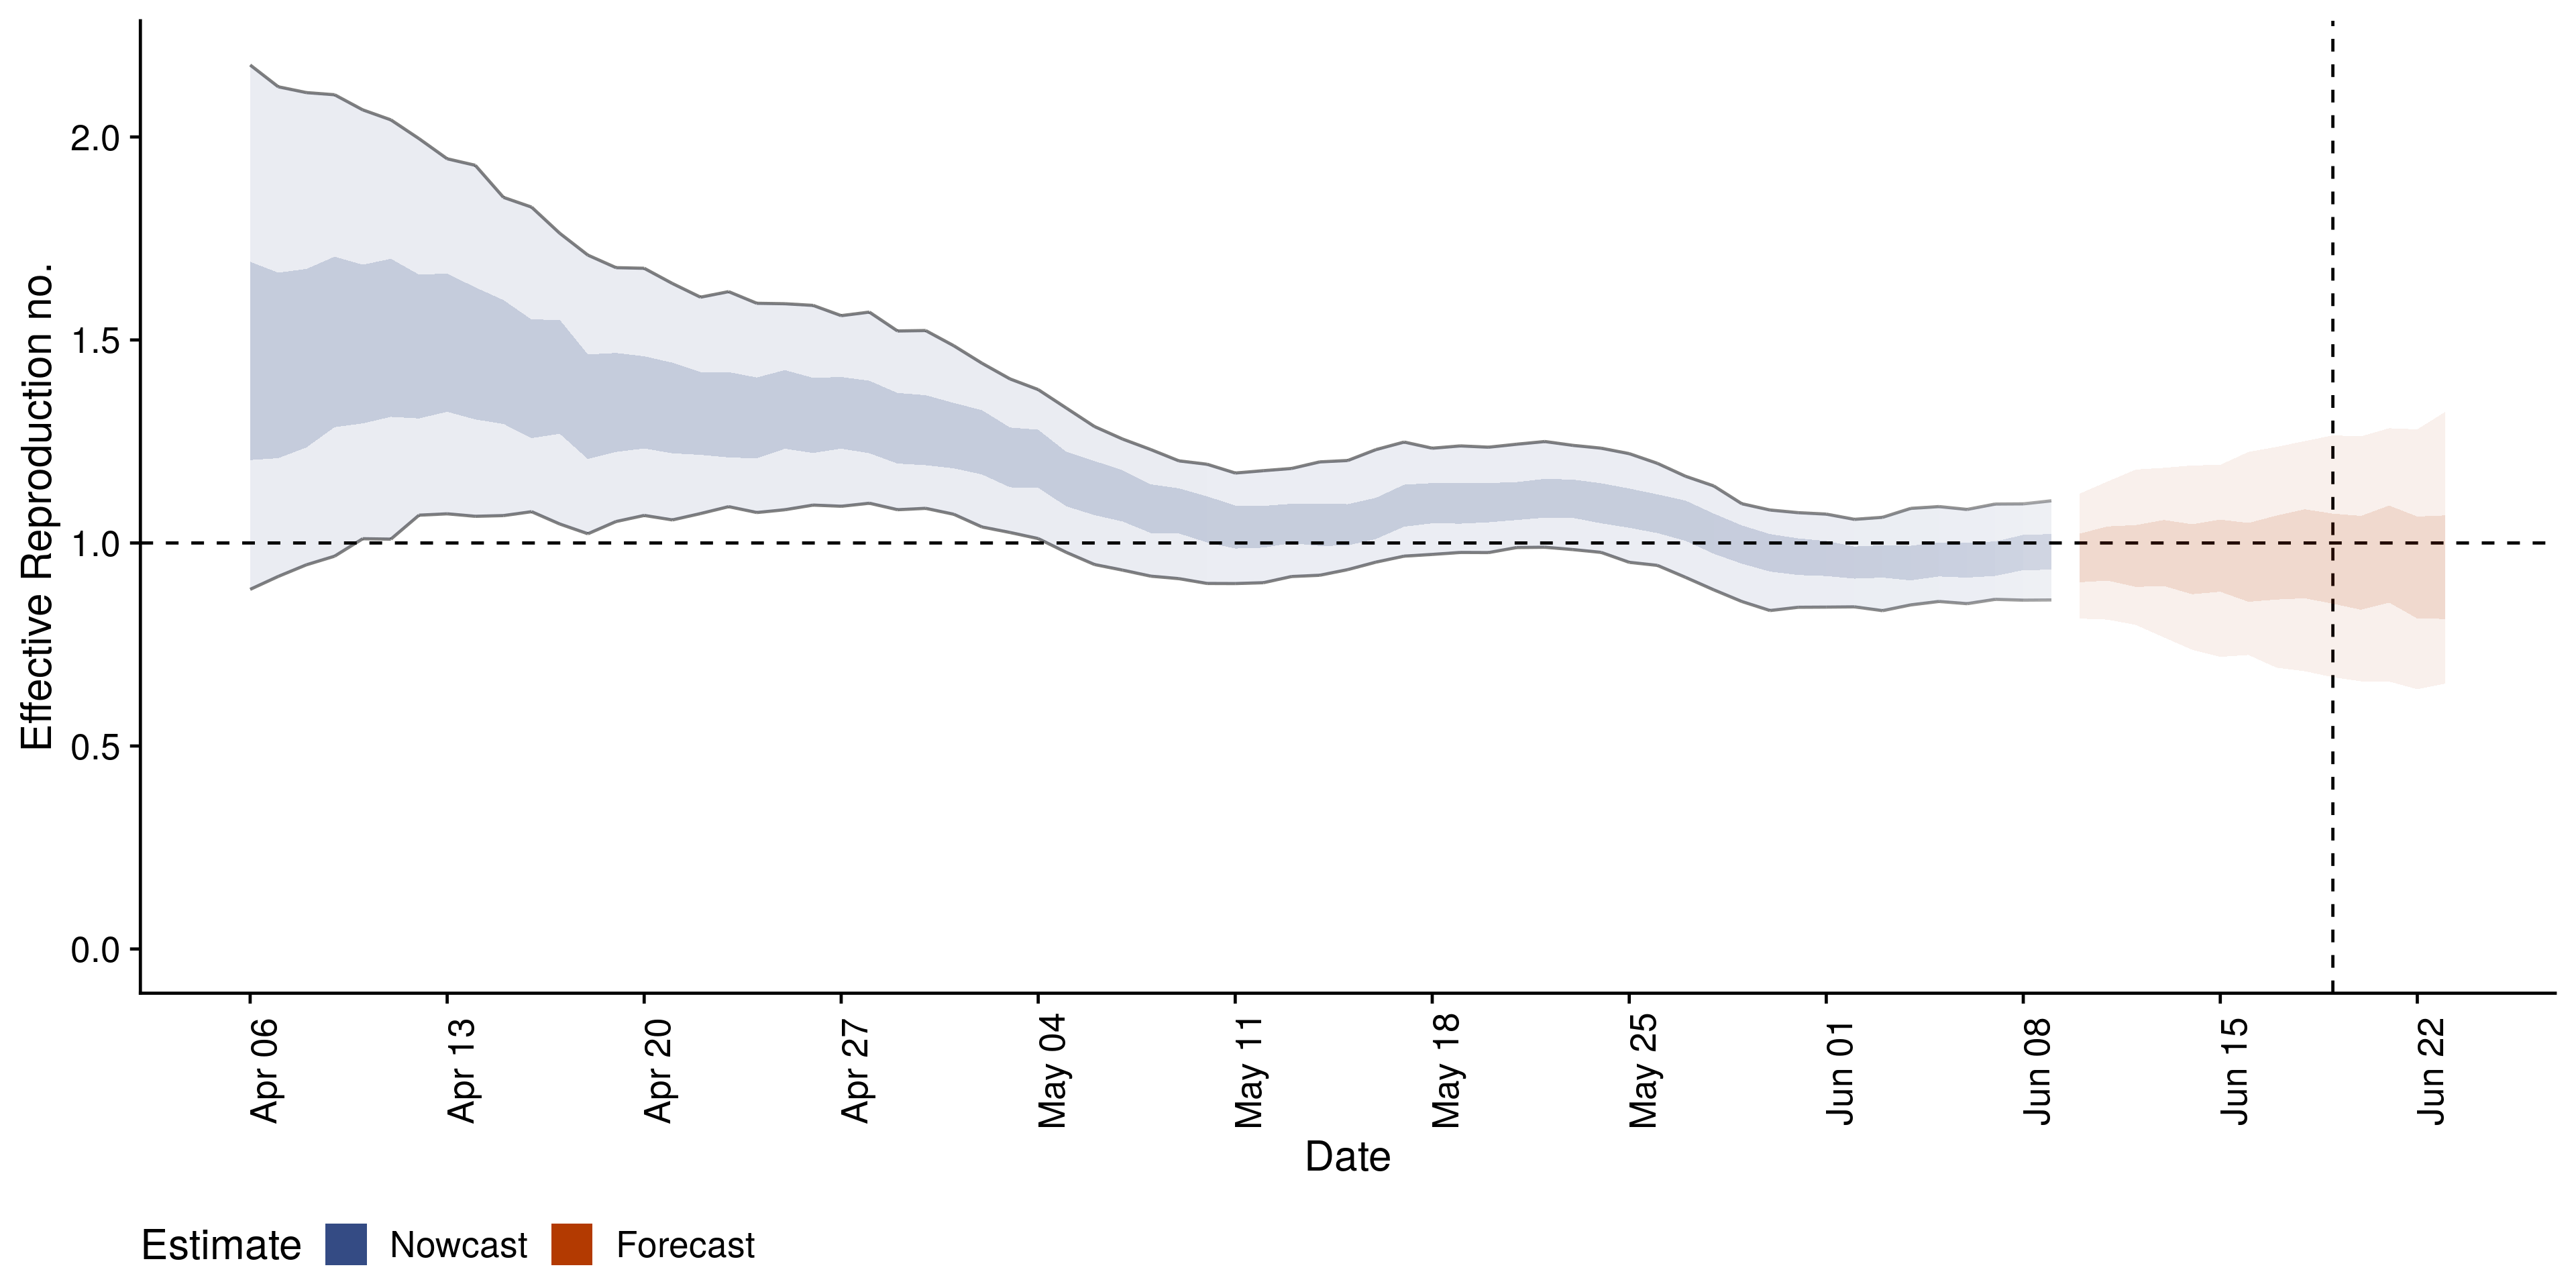 Effective Reproduction no.
2.0
1.5
1.0
0.5
0.0
Apr 06
Apr 13
Apr 20
Apr 27
May 04
May 11
May 18
May 25
Jun 01
Jun 08
Jun 15
Jun 22
Date
Estimate Nowcast Forecast